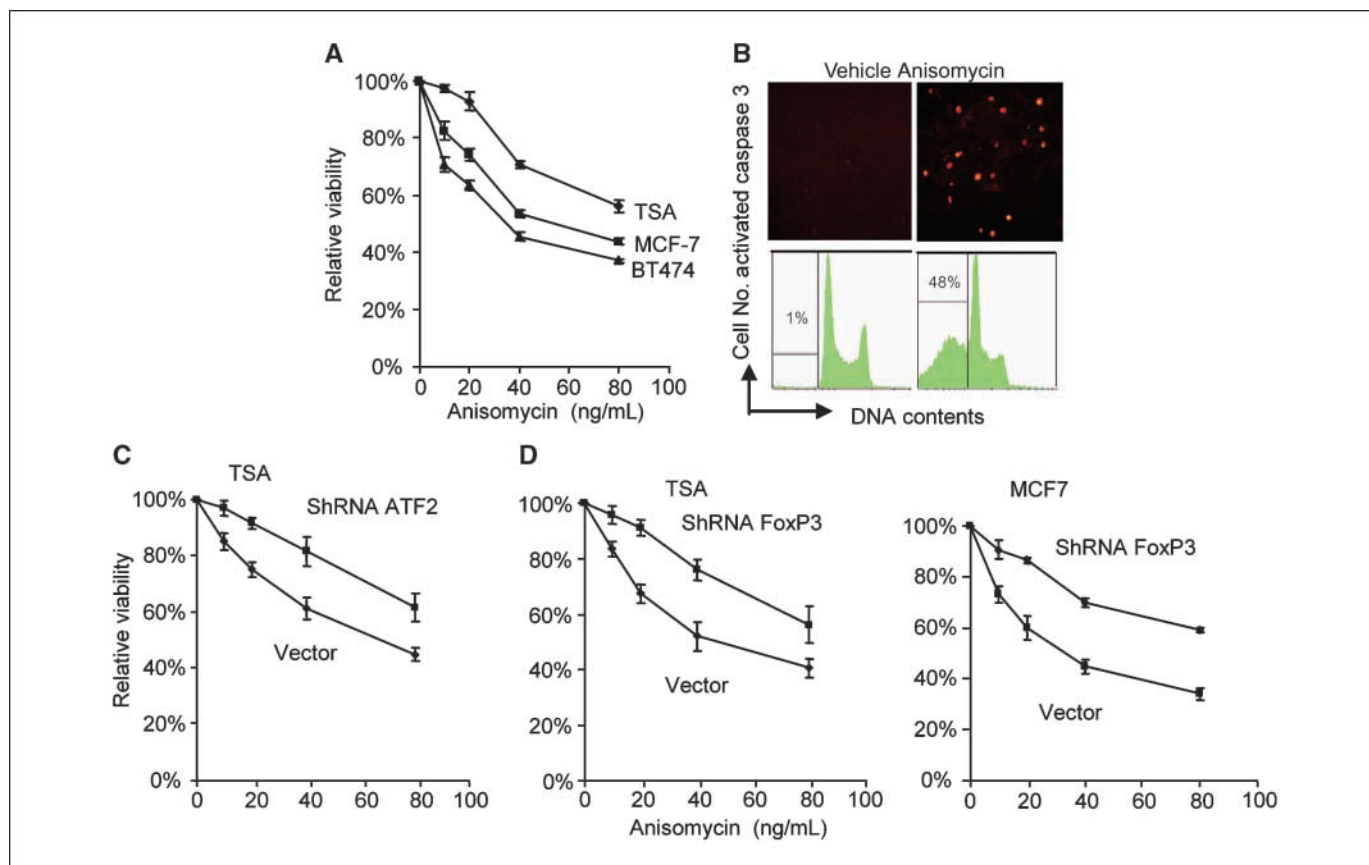 A
100%
80%
60%
40%
20%
0%
Relative viability
TSA
MCF-7
BT474
0 20 40 60 80 100
Anisomycin (ng/mL)
B
Vehicle Anisomycin
Cell No. activated caspase 3
1%
48%
DNA contents
C
TSA
ShRNA ATF2
100%
80%
60%
40%
20%
0%
Relative viability
Vector
0 20 40 60 80 100
D
TSA
ShRNA FoxP3
100%
80%
60%
40%
20%
0%
Vector
0 20 40 60 80 100
Anisomycin (ng/mL)
MCF7
ShRNA FoxP3
100%
80%
60%
40%
20%
0%
Vector
0 20 40 60 80 100